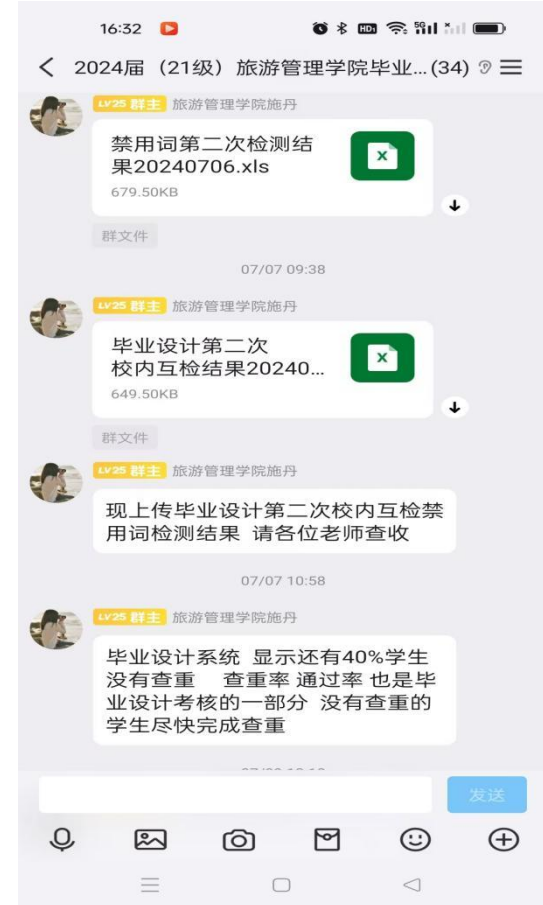 16:32
HD 5G
2024届（21级）旅游管理学院毕业...(34)
LV25 群主 旅游管理学院施丹
禁用词第二次检测结
果20240706.xls
679.50KB
群文件
07/07 09:38
LV25 群主 旅游管理学院施丹
毕业设计第二次
校内互检结果20240...
649.50KB
群文件
LV25 群主 旅游管理学院施丹
现上传毕业设计第二次校内互检禁
用词检测结果 请各位老师查收
07/07 10:58
LV25 群主 旅游管理学院施丹
毕业设计系统 显示还有40%学生
没有查重 查重率 通过率 也是毕
业设计考核的一部分 没有查重的
学生尽快完成查重
发送